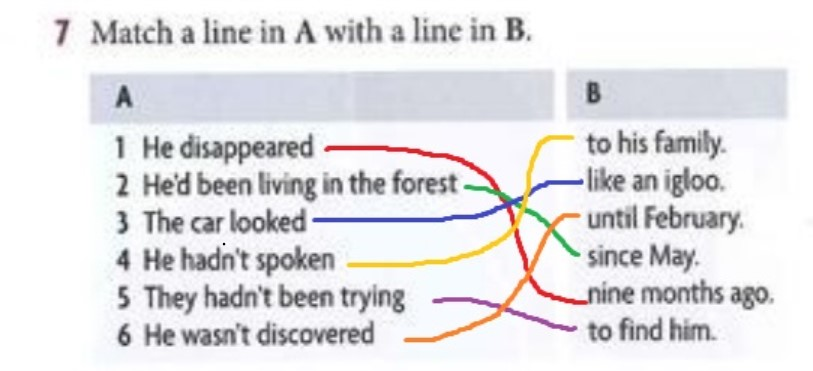 7 Match a line in A with a line in B.
A
1 He disappeared
2 He'd been living in the forest
3 The car looked
4 He hadn't spoken
5 They hadn't been trying
6 He wasn't discovered
B
to his family.
like an igloo.
until February.
since May.
nine months ago.
to find him.